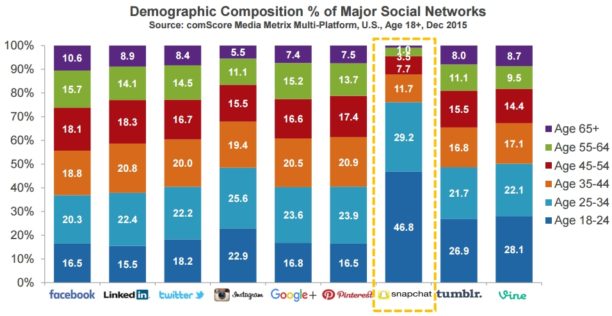 Demographic Composition % of Major Social Networks
Source: comScore Media Metrix Multi-Platform, U.S., Age 18+, Dec 2015
100%
90%
80%
70%
60%
50%
40%
30%
20%
10%
0%
10.6 8.9 8.4 5.5 7.4 7.5 1.0 8.0 8.7
15.7 14.1 14.5 11.1 15.2 13.7 3.5 11.1 9.5
18.1 18.3 16.7 15.5 16.6 17.4 7.7 15.5 14.4
18.8 20.8 20.0 19.4 20.5 20.9 11.7 16.8 17.1
20.3 22.4 22.2 25.6 23.6 23.9 29.2 21.7 22.1
16.5 15.5 18.2 22.9 16.8 16.5 46.8 26.9 28.1
facebook LinkedIn twitter Instagram Google+ Pinterest snapchat tumblr. Vine
Age 65+
Age 55-64
Age 45-54
Age 35-44
Age 25-34
Age 18-24